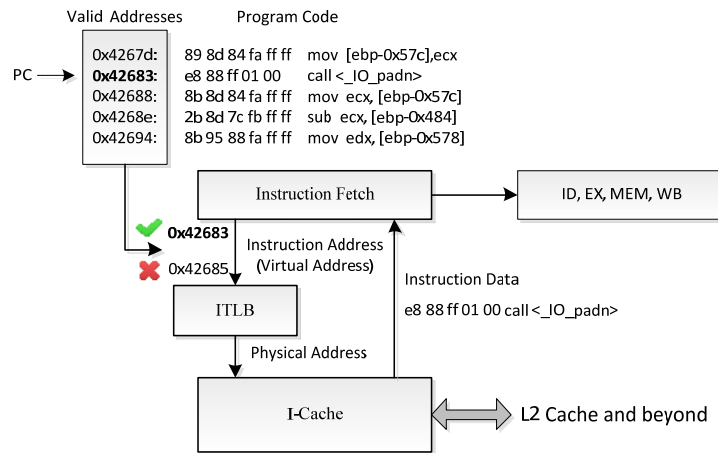 Valid Addresses Program Code
0x4267d: 89 8d 84 fa ff ff mov [ebp-0x57c],ecx
PC 0x42683: e8 88 ff 01 00 call <_IO_padn>
0x42688: 8b 8d 84 fa ff ff mov ecx, [ebp-0x57c]
0x4268e: 2b 8d 7c fb ff ff sub ecx, [ebp-0x484]
0x42694: 8b 95 88 fa ff ff mov edx, [ebp-0x578]
Instruction Fetch
ID, EX, MEM, WB
0x42683
0x42685
Instruction Address
(Virtual Address)
Instruction Data
e8 88 ff 01 00 call <_IO_padn>
ITLB
Physical Address
I-Cache
L2 Cache and beyond